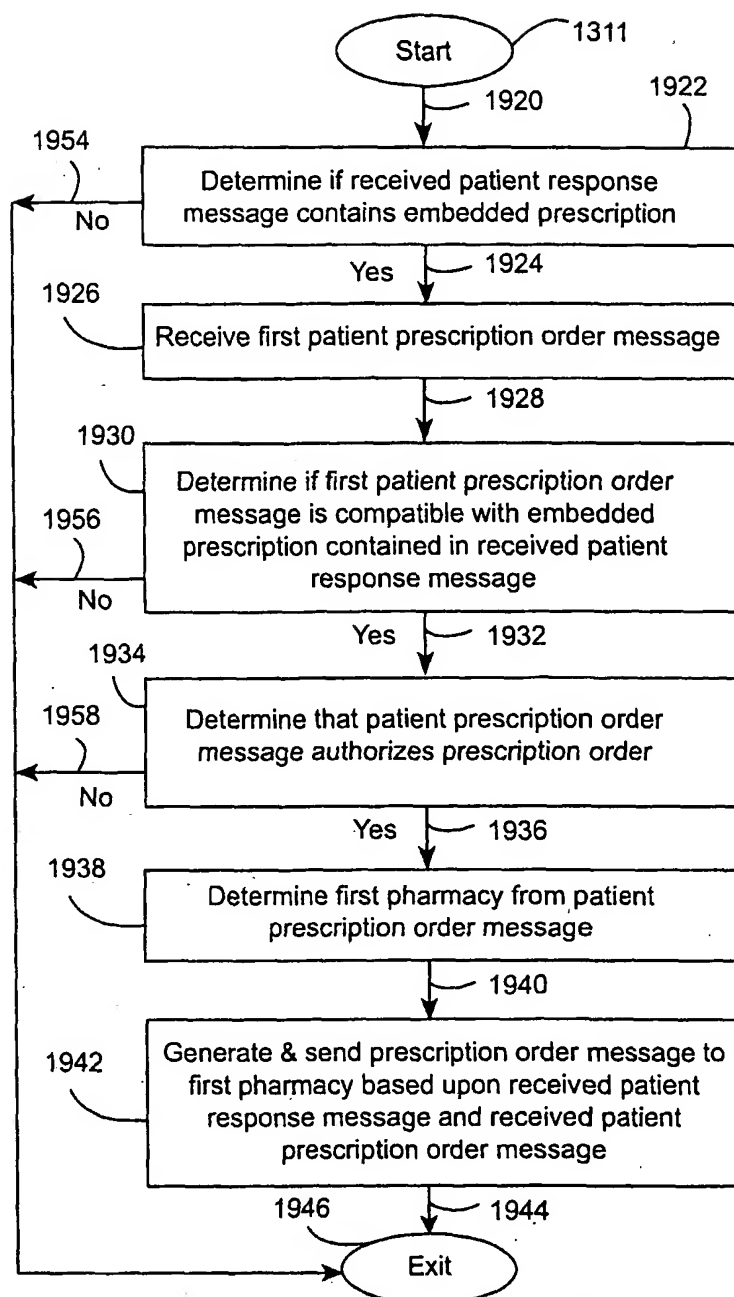 Start
1311
1920
1922
1954
Determine if received patient response
message contains embedded prescription
No
Yes
1924
1926
Receive first patient prescription order message
1928
1930
Determine if first patient prescription order
message is compatible with embedded
prescription contained in received patient
response message
1956
No
Yes
1932
1934
Determine that patient prescription order
message authorizes prescription order
1958
No
Yes
1936
1938
Determine first pharmacy from patient
prescription order message
1940
1942
Generate & send prescription order message to
first pharmacy based upon received patient
response message and received patient
prescription order message
1946
1944
Exit